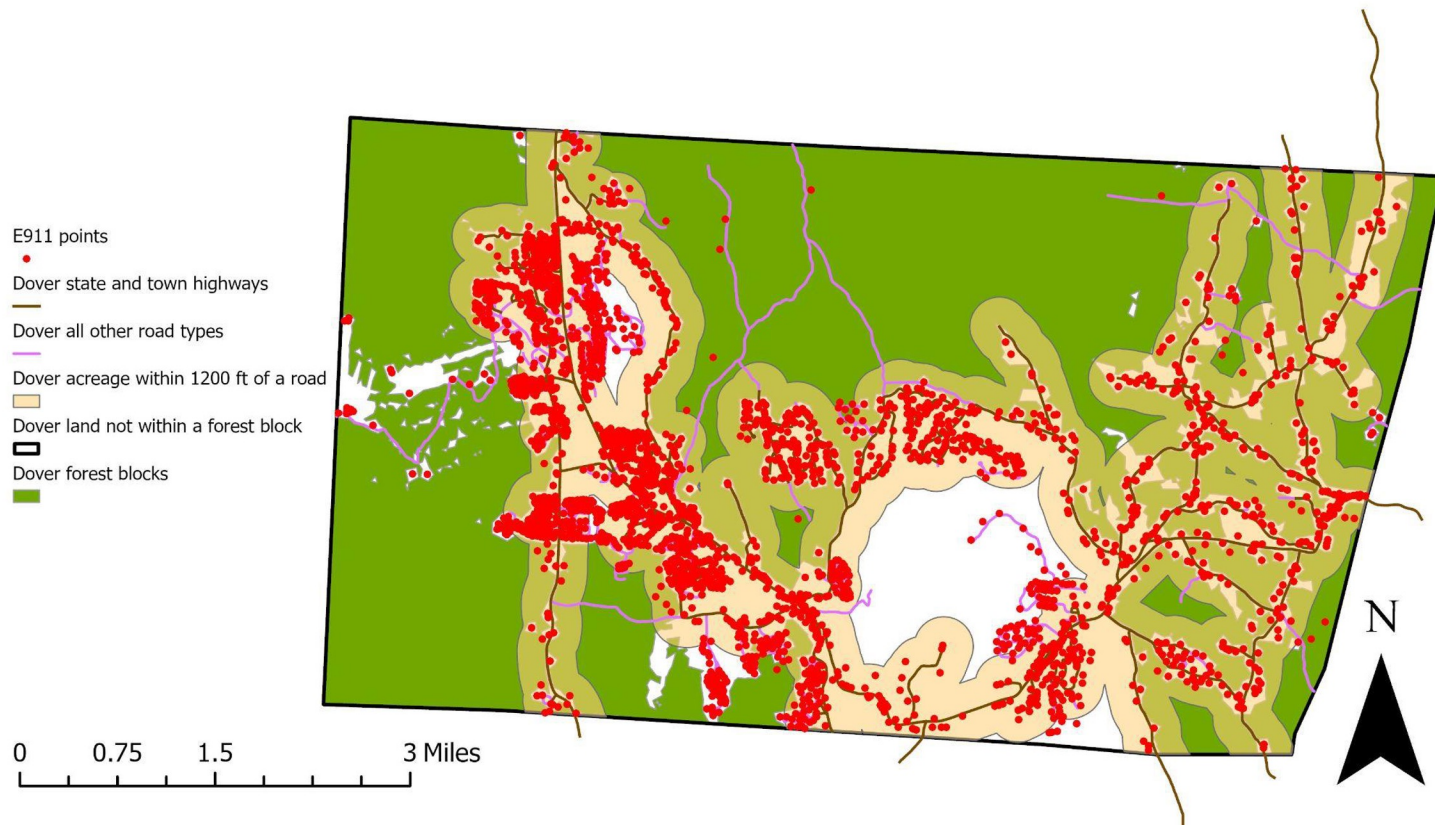 E911 points
Dover state and town highways
Dover all other road types
Dover acreage within 1200 ft of a road
Dover land not within a forest block
Dover forest blocks
0 0.75 1.5 3 Miles
N